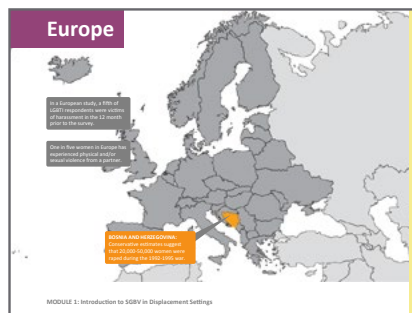 Europe
In a European study, a fifth of
LGBTI respondents were victims
of harassment in the 12 month
prior to the survey.
One in five women in Europe has
experienced physical and/or
sexual violence from a partner.
BOSNIA AND HERZEGOVINA:
Conservative estimates suggest
that 20,000-50,000 women were
raped during the 1992-1995 war.
MODULE 1: Introduction to SGBV in Displacement Settings